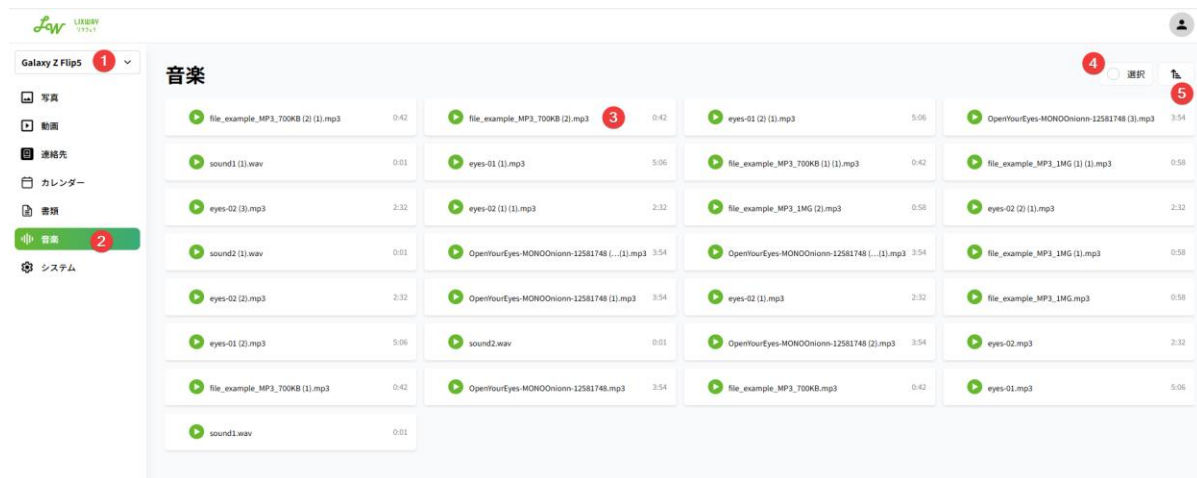 LW LIXWAY
リクウェイ
Galaxy Z Flip5 1
音楽
4 選択
5
写真
動画
連絡先
カレンダー
書類
音楽 2
システム
file_example_MP3_700KB (2) (1).mp3 0:42
file_example_MP3_700KB (2).mp3 3 0:42
eyes-01 (2) (1).mp3 5:06
OpenYourEyes-MONOOnionn-12581748 (3).mp3 3:54
sound1 (1).wav 0:01
eyes-01 (1).mp3 5:06
file_example_MP3_700KB (1) (1).mp3 0:42
file_example_MP3_1MG (1) (1).mp3 0:58
eyes-02 (3).mp3 2:32
eyes-02 (1) (1).mp3 2:32
file_example_MP3_1MG (2).mp3 0:58
eyes-02 (2) (1).mp3 2:32
sound2 (1).wav 0:01
OpenYourEyes-MONOOnionn-12581748 (...(1).mp3 3:54
OpenYourEyes-MONOOnionn-12581748 (...(1).mp3 3:54
file_example_MP3_1MG (1).mp3 0:58
eyes-02 (2).mp3 2:32
OpenYourEyes-MONOOnionn-12581748 (1).mp3 3:54
eyes-02 (1).mp3 2:32
file_example_MP3_1MG.mp3 0:58
eyes-01 (2).mp3 5:06
sound2.wav 0:01
OpenYourEyes-MONOOnionn-12581748 (2).mp3 3:54
eyes-02.mp3 2:32
file_example_MP3_700KB (1).mp3 0:42
OpenYourEyes-MONOOnionn-12581748.mp3 3:54
file_example_MP3_700KB.mp3 0:42
eyes-01.mp3 5:06
sound1.wav 0:01